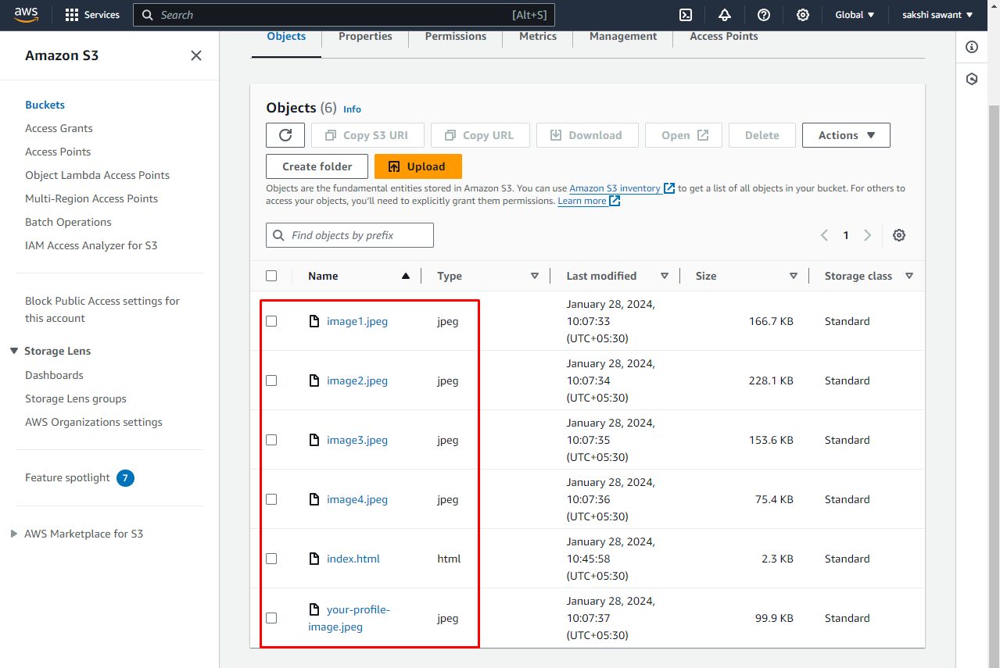 aws
Services
Search
[Alt+S]
Global
sakshi sawant
Amazon S3
Buckets
Access Grants
Access Points
Object Lambda Access Points
Multi-Region Access Points
Batch Operations
IAM Access Analyzer for S3
Block Public Access settings for
this account
Storage Lens
Dashboards
Storage Lens groups
AWS Organizations settings
Feature spotlight 7
AWS Marketplace for S3
Objects
Properties
Permissions
Metrics
Management
Access Points
Objects (6) Info
Copy S3 URI
Copy URL
Download
Open
Delete
Actions
Create folder
Upload
Objects are the fundamental entities stored in Amazon S3. You can use Amazon S3 inventory to get a list of all objects in your bucket. For others to
access your objects, you'll need to explicitly grant them permissions. Learn more
Find objects by prefix
1
Name
Type
Last modified
Size
Storage class
image1.jpeg
jpeg
January 28, 2024,
10:07:33
(UTC+05:30)
166.7 KB
Standard
image2.jpeg
jpeg
January 28, 2024,
10:07:34
(UTC+05:30)
228.1 KB
Standard
image3.jpeg
jpeg
January 28, 2024,
10:07:35
(UTC+05:30)
153.6 KB
Standard
image4.jpeg
jpeg
January 28, 2024,
10:07:36
(UTC+05:30)
75.4 KB
Standard
index.html
html
January 28, 2024,
10:45:58
(UTC+05:30)
2.3 KB
Standard
your-profile-
image.jpeg
jpeg
January 28, 2024,
10:07:37
(UTC+05:30)
99.9 KB
Standard